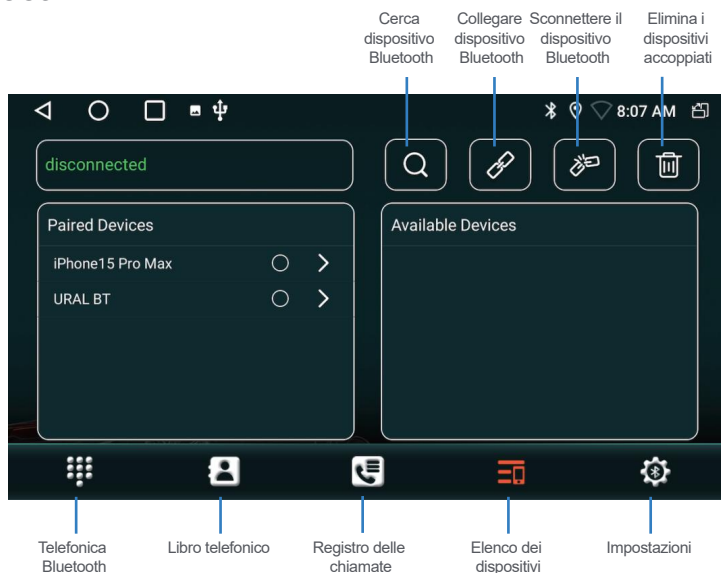 Cerca
dispositivo
Bluetooth
Collegare
dispositivo
Bluetooth
Sconnettere il
dispositivo
Bluetooth
Elimina i
dispositivi
accoppiati
8:07 AM
disconnected
Paired Devices
iPhone15 Pro Max
URAL BT
Available Devices
Telefonica
Bluetooth
Libro telefonico
Registro delle
chiamate
Elenco dei
dispositivi
Impostazioni